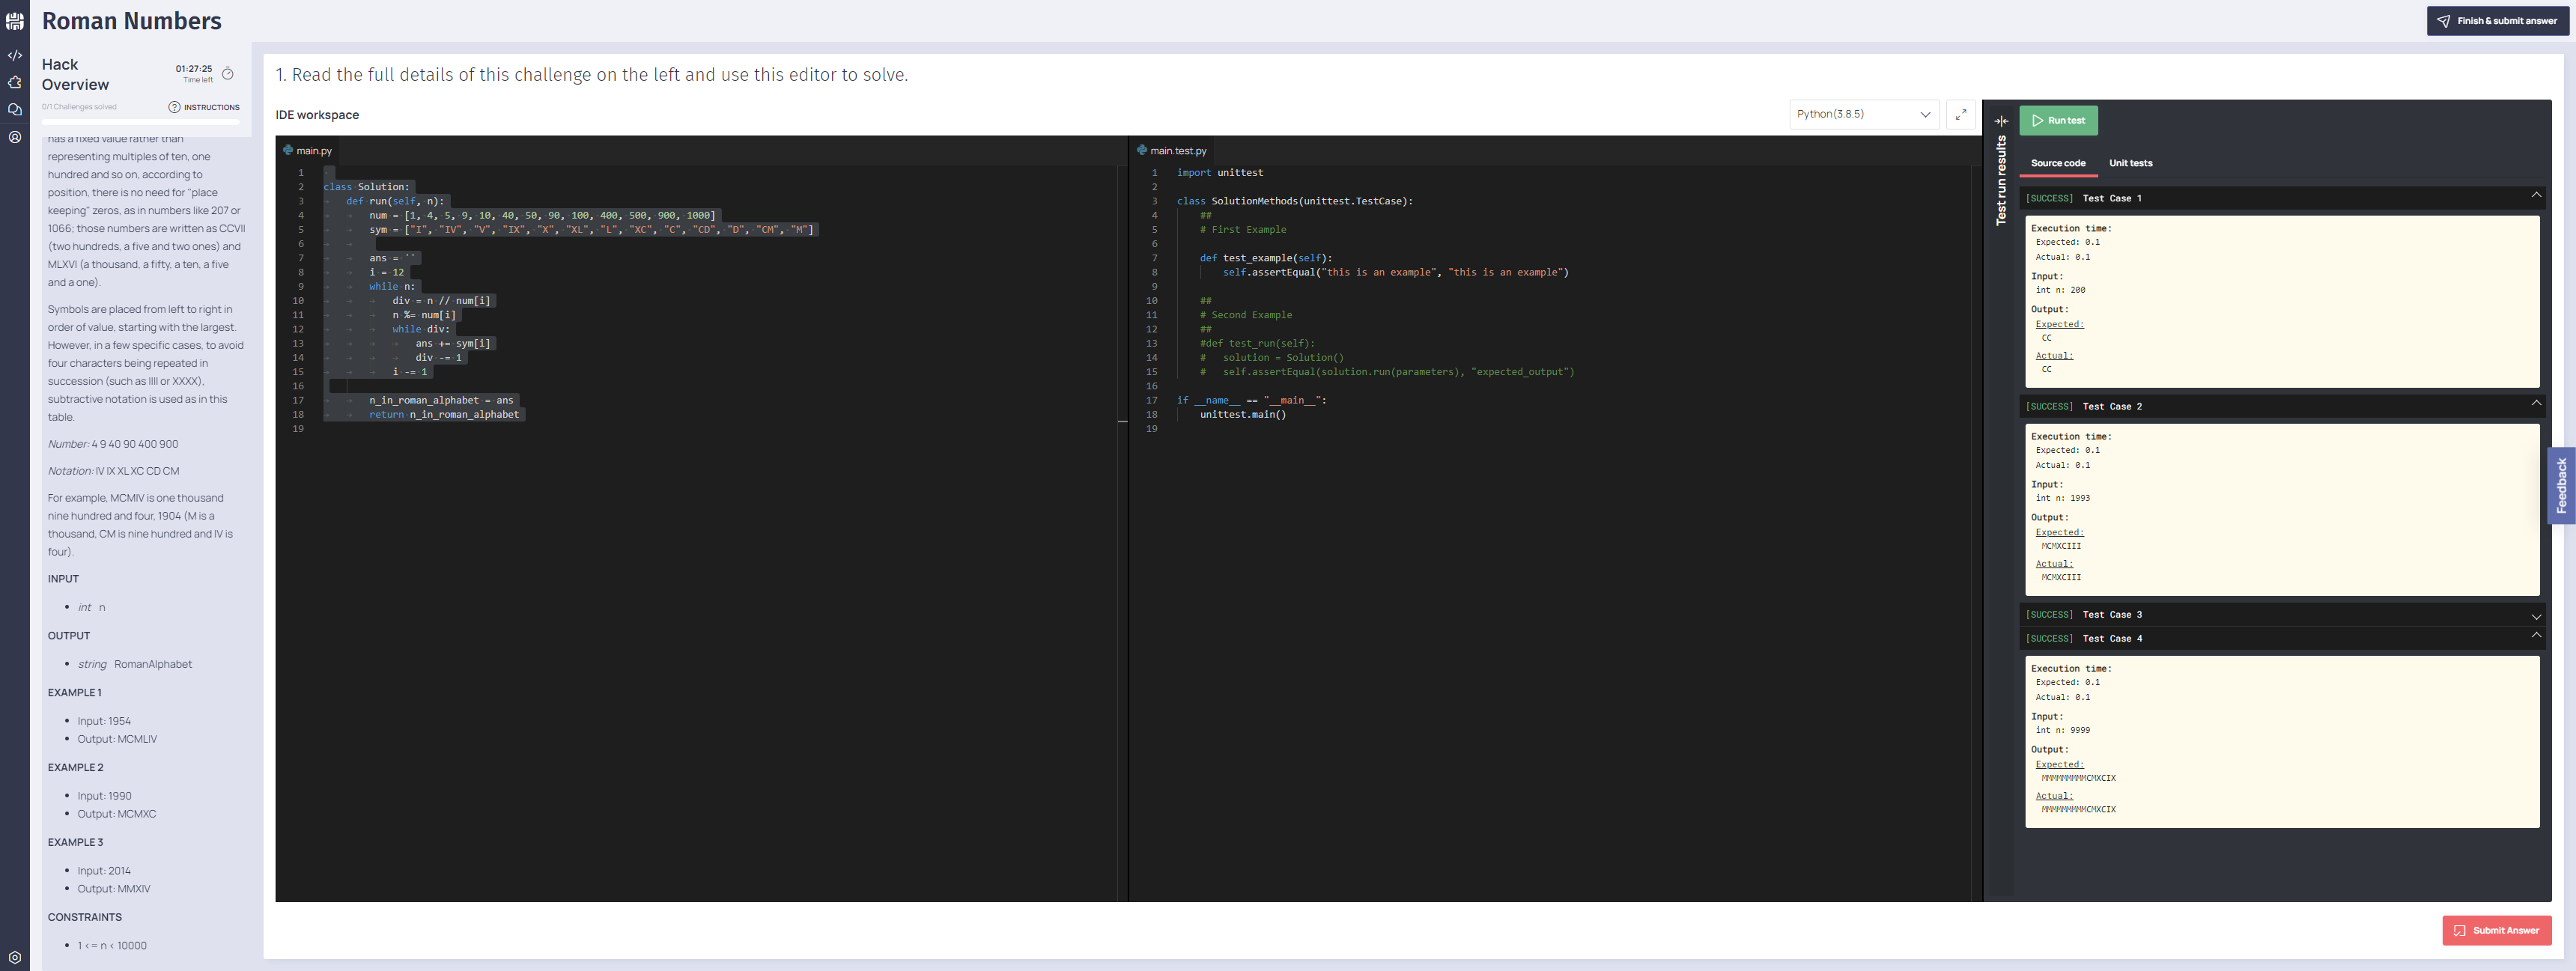 Roman Numbers
Finish & submit answer
Hack
Overview
01:27:25
Time left
0/1 Challenges solved
INSTRUCTIONS
has a fixed value rather than
representing multiples of ten, one
hundred and so on, according to
position, there is no need for "place
keeping" zeros, as in numbers like 207 or
1066; those numbers are written as CCVII
(two hundreds, a five and two ones) and
MLXVI (a thousand, a fifty, a ten, a five
and a one).
Symbols are placed from left to right in
order of value, starting with the largest.
However, in a few specific cases, to avoid
four characters being repeated in
succession (such as IIII or XXXX),
subtractive notation is used as in this
table.
Number: 4 9 40 90 400 900
Notation: IV IX XL XC CD CM
For example, MCMIV is one thousand
nine hundred and four, 1904 (M is a
thousand, CM is nine hundred and IV is
four).
INPUT
int n
OUTPUT
string RomanAlphabet
EXAMPLE 1
Input: 1954
Output: MCMLIV
EXAMPLE 2
Input: 1990
Output: MCMXC
EXAMPLE 3
Input: 2014
Output: MMXIV
CONSTRAINTS
1 <= n < 10000
1. Read the full details of this challenge on the left and use this editor to solve.
IDE workspace
Python(3.8.5)
main.py
1
2 class Solution:
3 def run(self, n):
4 num = [1, 4, 5, 9, 10, 40, 50, 90, 100, 400, 500, 900, 1000]
5 sym = ["I", "IV", "V", "IX", "X", "XL", "L", "XC", "C", "CD", "D", "CM", "M"]
6
7 ans = ''
8 i = 12
9 while n:
10 div = n // num[i]
11 n %= num[i]
12 while div:
13 ans += sym[i]
14 div -= 1
15 i -= 1
16
17 n_in_roman_alphabet = ans
18 return n_in_roman_alphabet
19
main.test.py
1 import unittest
2
3 class SolutionMethods(unittest.TestCase):
4 ##
5 # First Example
6
7 def test_example(self):
8 self.assertEqual("this is an example", "this is an example")
9
10 ##
11 # Second Example
12 ##
13 #def test_run(self):
14 # solution = Solution()
15 # self.assertEqual(solution.run(parameters), "expected_output")
16
17 if __name__ == "__main__":
18 unittest.main()
19
Test run results
Run test
Source code
Unit tests
[SUCCESS] Test Case 1
Execution time:
Expected: 0.1
Actual: 0.1
Input:
int n: 200
Output:
Expected:
CC
Actual:
CC
[SUCCESS] Test Case 2
Execution time:
Expected: 0.1
Actual: 0.1
Input:
int n: 1993
Output:
Expected:
MCMXCIII
Actual:
MCMXCIII
[SUCCESS] Test Case 3
[SUCCESS] Test Case 4
Execution time:
Expected: 0.1
Actual: 0.1
Input:
int n: 9999
Output:
Expected:
MMMMMMMMMCMXCIX
Actual:
MMMMMMMMMCMXCIX
Feedback
Submit Answer